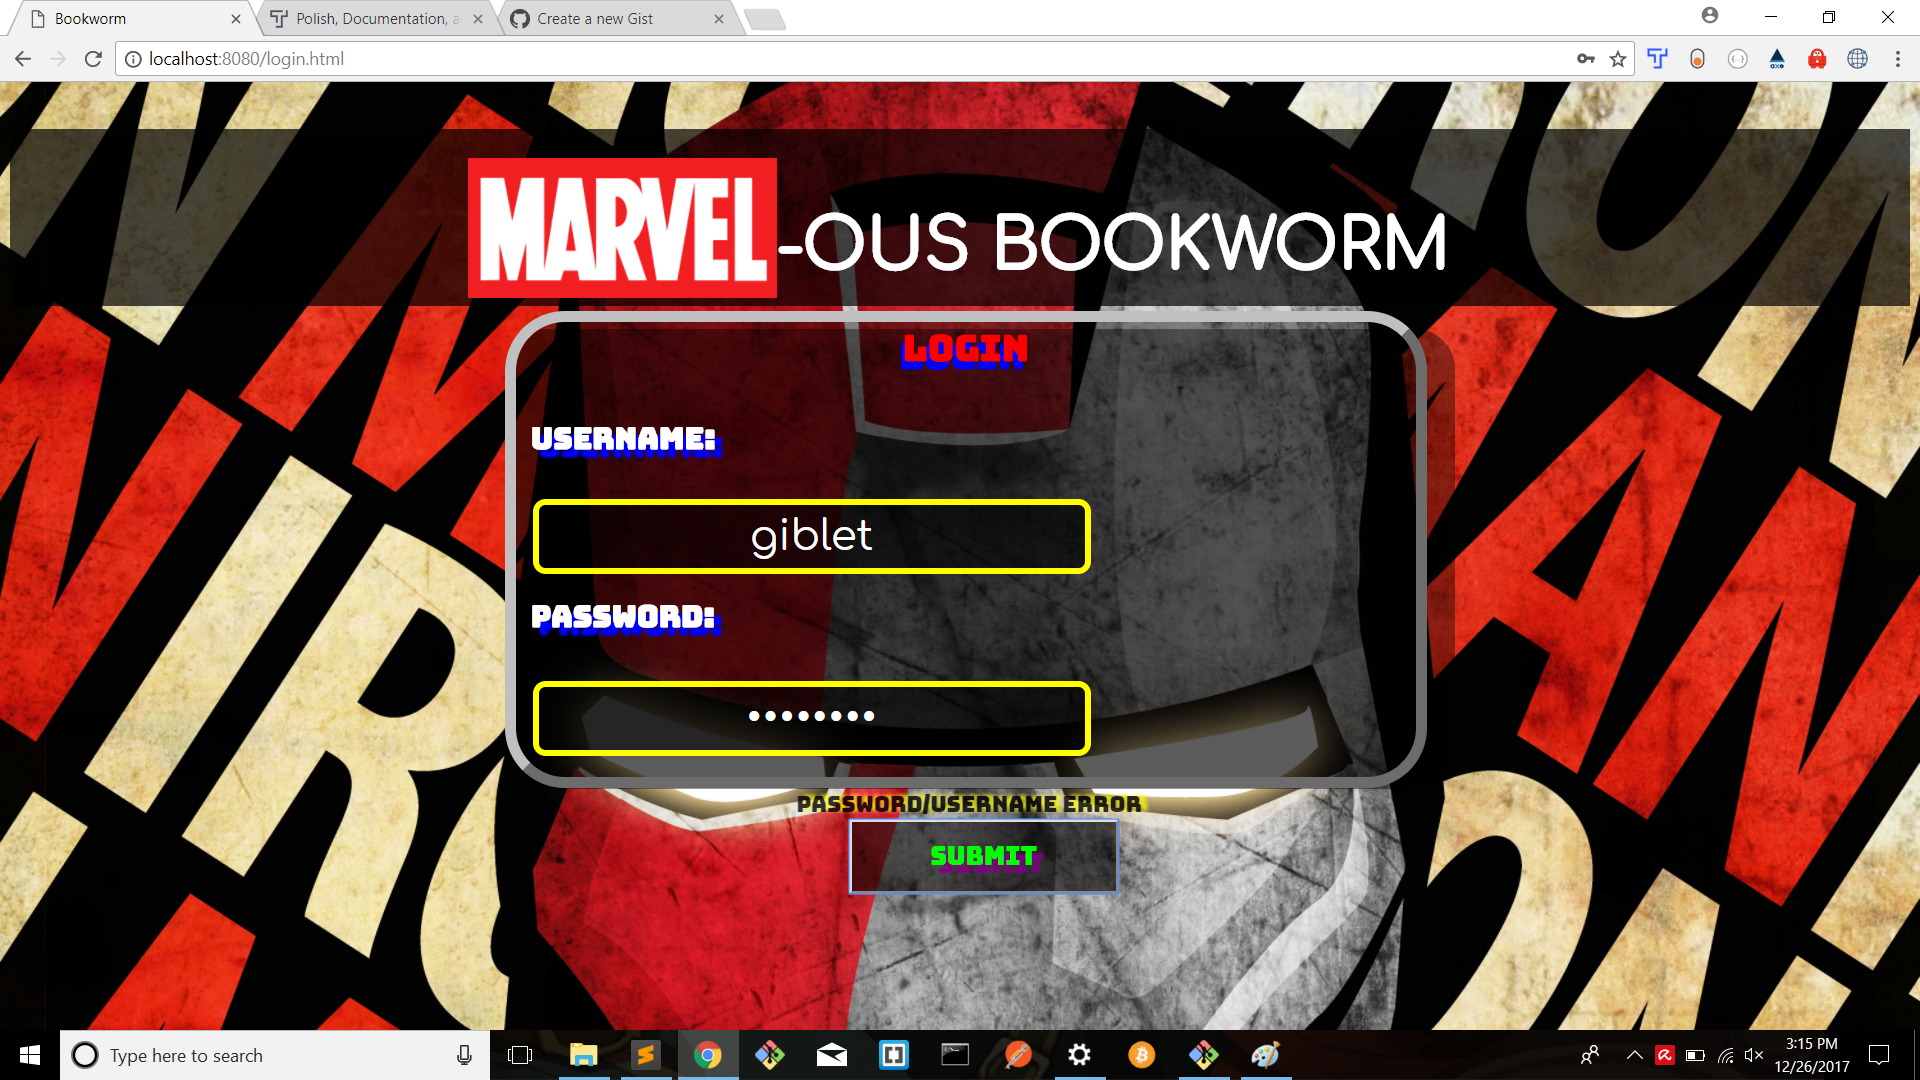 Bookworm
Polish, Documentation, a
Create a new Gist
localhost:8080/login.html
MARVEL-OUS BOOKWORM
LOGIN
USERNAME:
giblet
PASSWORD:
••••••••
PASSWORD/USERNAME ERROR
SUBMIT
Type here to search
3:15 PM
12/26/2017